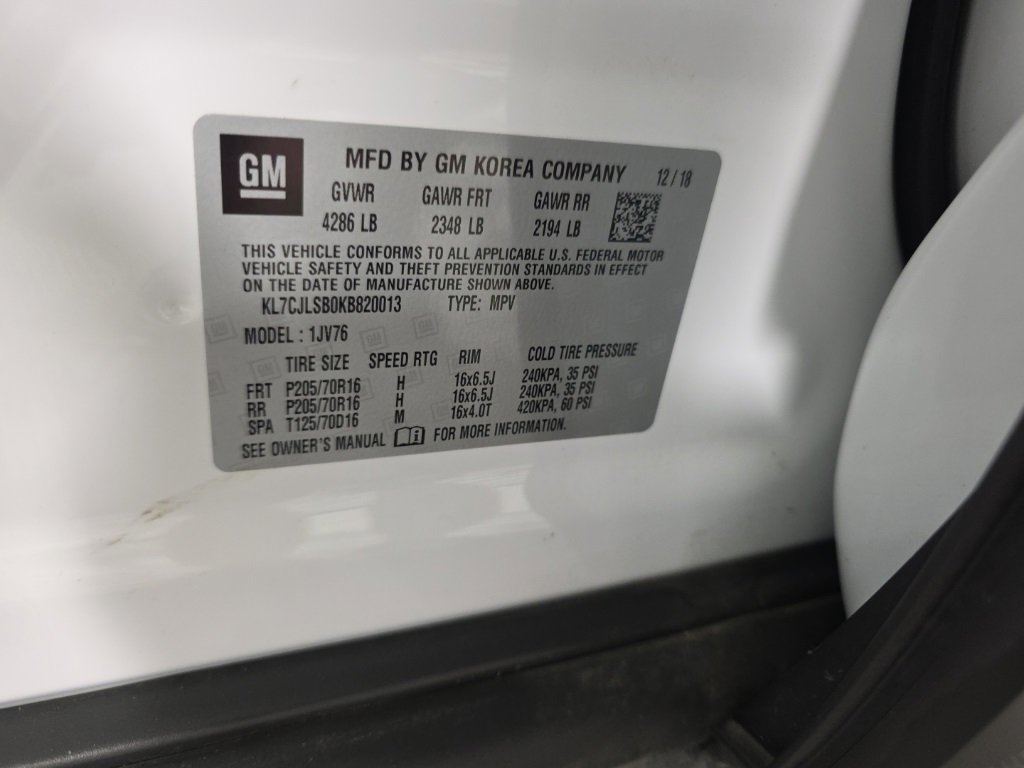 GM
MFD BY GM KOREA COMPANY 12/18
GVWR GAWR FRT GAWR RR
4286 LB 2348 LB 2194 LB
THIS VEHICLE CONFORMS TO ALL APPLICABLE U.S. FEDERAL MOTOR
VEHICLE SAFETY AND THEFT PREVENTION STANDARDS IN EFFECT
ON THE DATE OF MANUFACTURE SHOWN ABOVE.
KL7CJLSB0KB820013 TYPE: MPV
MODEL : 1JV76
TIRE SIZE SPEED RTG RIM COLD TIRE PRESSURE
FRT P205/70R16 H 16x6.5J 240KPA, 35 PSI
RR P205/70R16 H 16x6.5J 240KPA, 35 PSI
SPA T125/70D16 M 16x4.0T 420KPA, 60 PSI
SEE OWNER'S MANUAL FOR MORE INFORMATION.